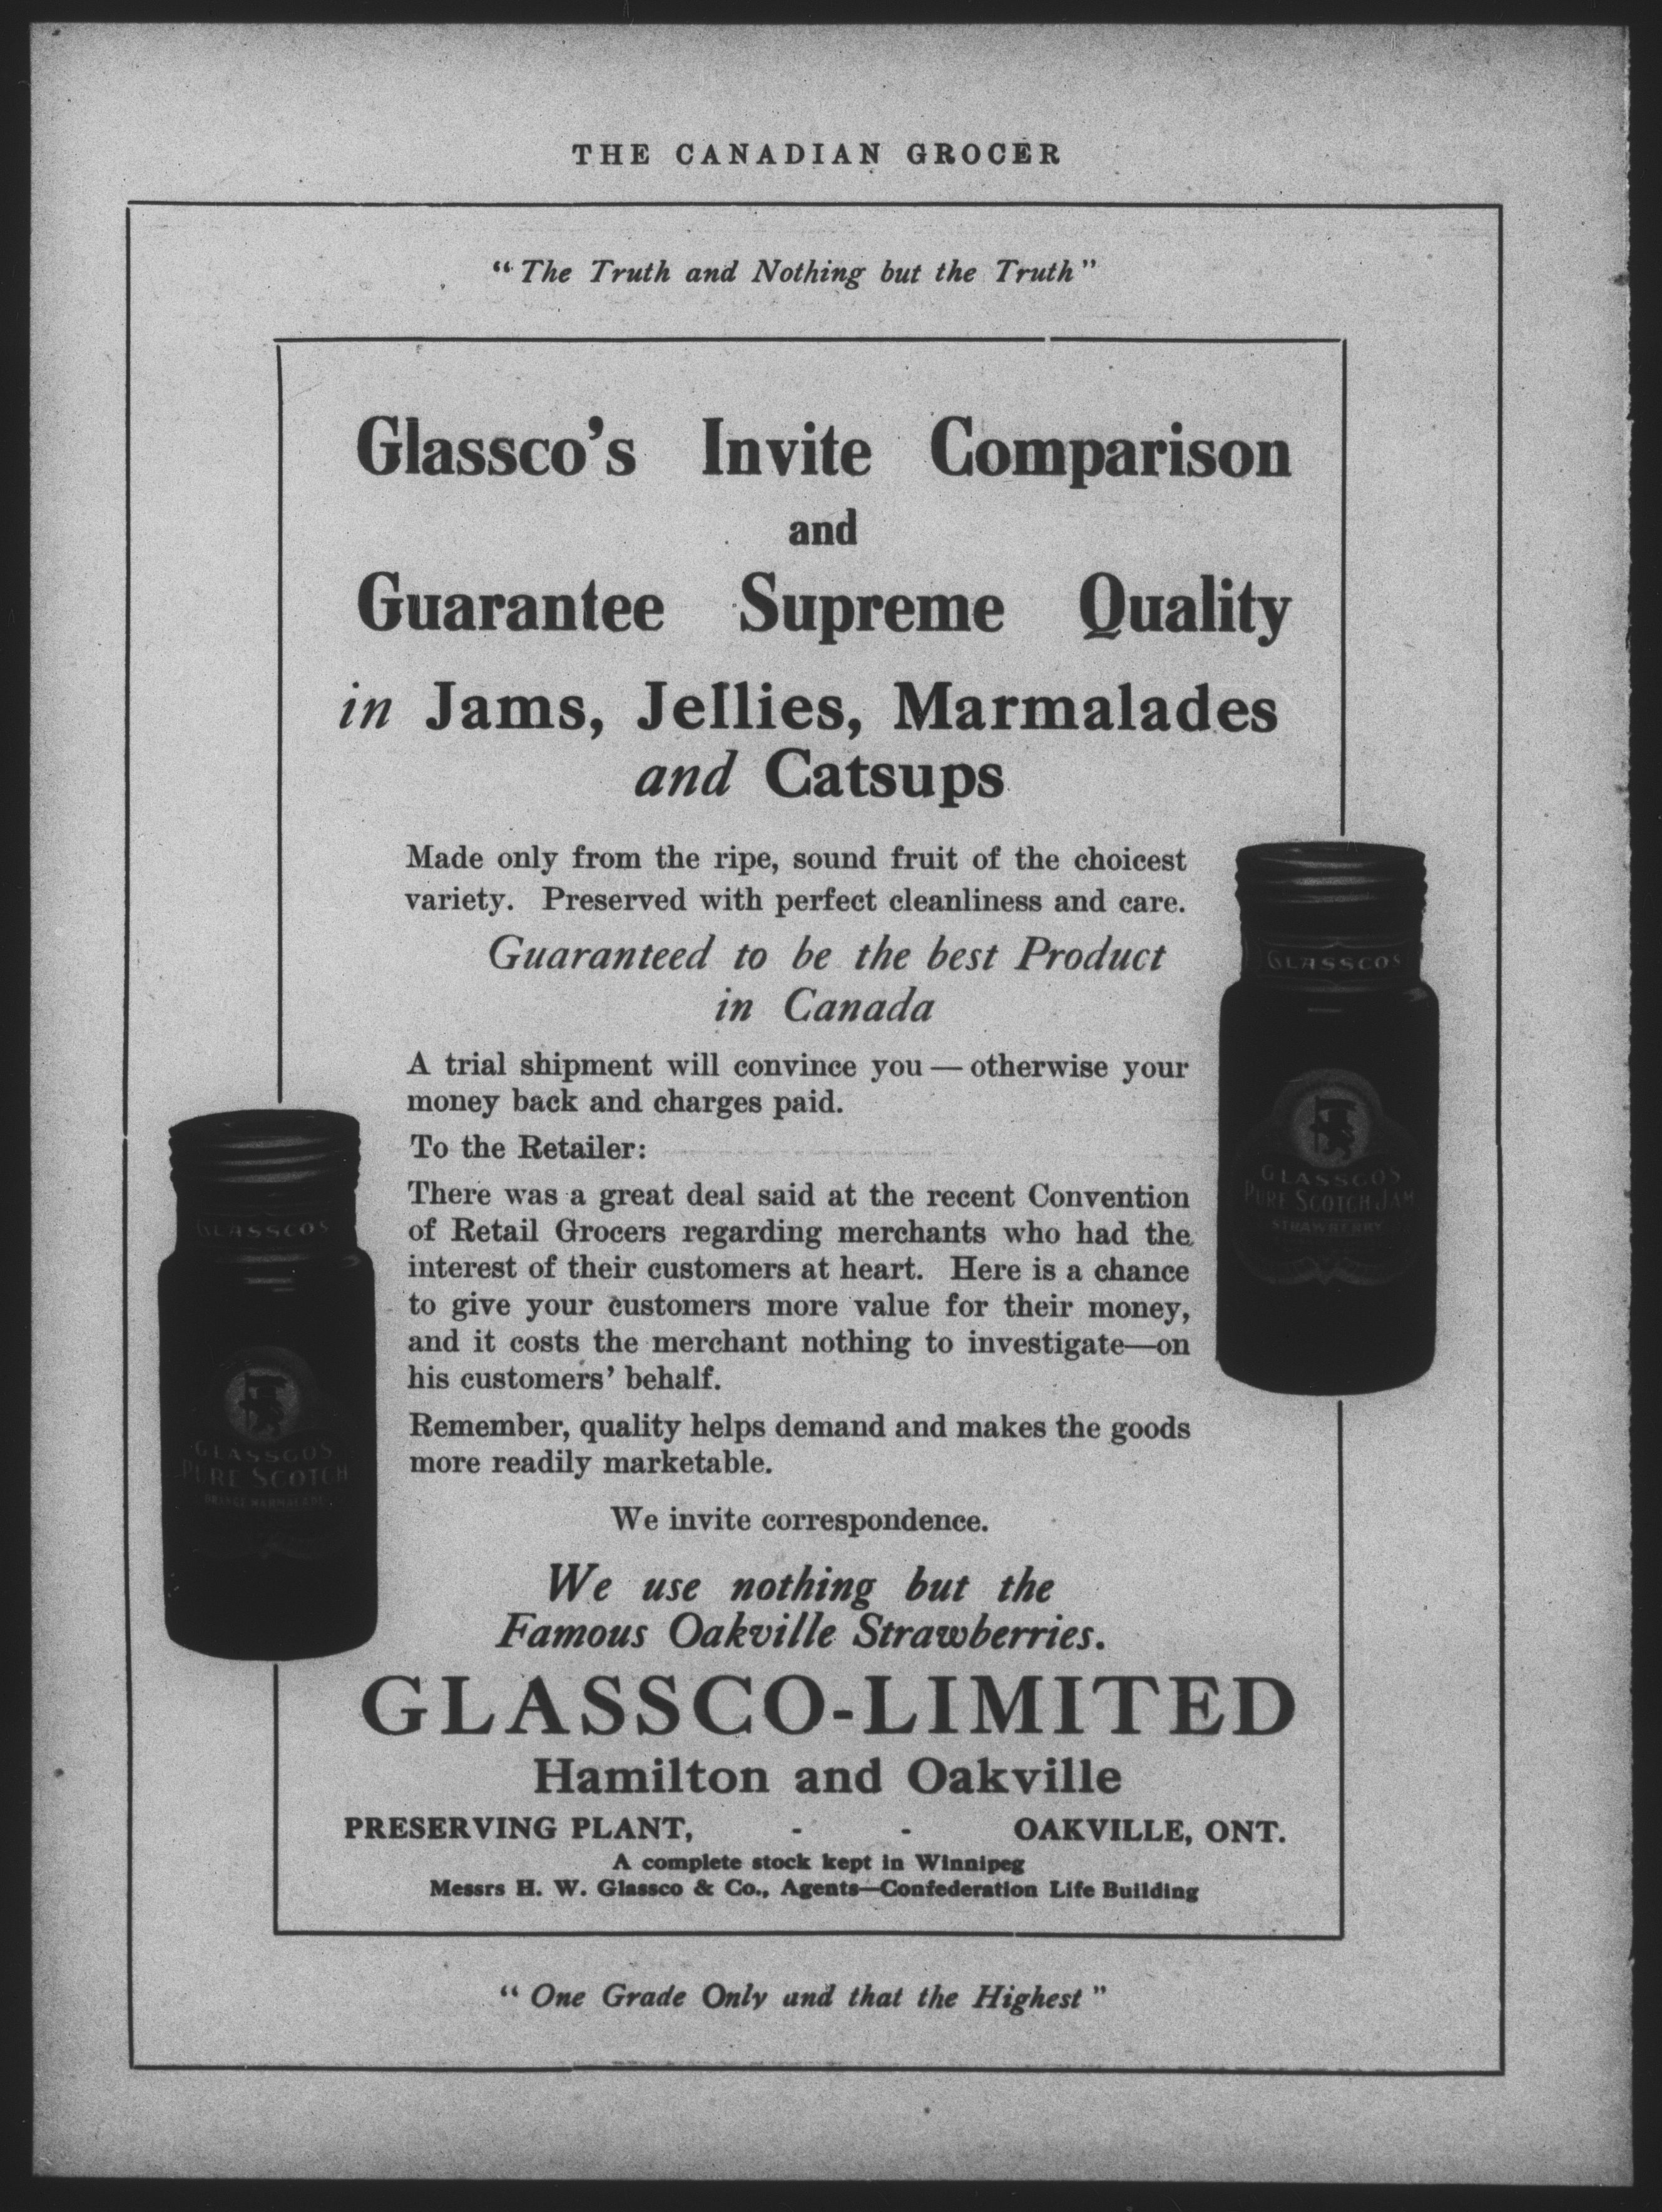 THE CANADIAN GROCER
"The Truth and Nothing but the Truth"
Glassco's Invite Comparison
and
Guarantee Supreme Quality
in Jams, Jellies, Marmalades
and Catsups
Made only from the ripe, sound fruit of the choicest
variety. Preserved with perfect cleanliness and care.
Guaranteed to be the best Product
in Canada
A trial shipment will convince you — otherwise your
money back and charges paid.
To the Retailer:
There was a great deal said at the recent Convention
of Retail Grocers regarding merchants who had the
interest of their customers at heart. Here is a chance
to give your customers more value for their money,
and it costs the merchant nothing to investigate—on
his customers' behalf.
Remember, quality helps demand and makes the goods
more readily marketable.
We invite correspondence.
We use nothing but the
Famous Oakville Strawberries.
GLASSCO-LIMITED
Hamilton and Oakville
PRESERVING PLANT, - - OAKVILLE, ONT.
A complete stock kept in Winnipeg
Messrs H. W. Glassco & Co., Agents—Confederation Life Building
"One Grade Only and that the Highest"
GLASSCOS
GLASSCOS
PURE SCOTCH JAM
STRAWBERRY
GLASSCOS
GLASSCOS
PURE SCOTCH
ORANGE MARMALADE